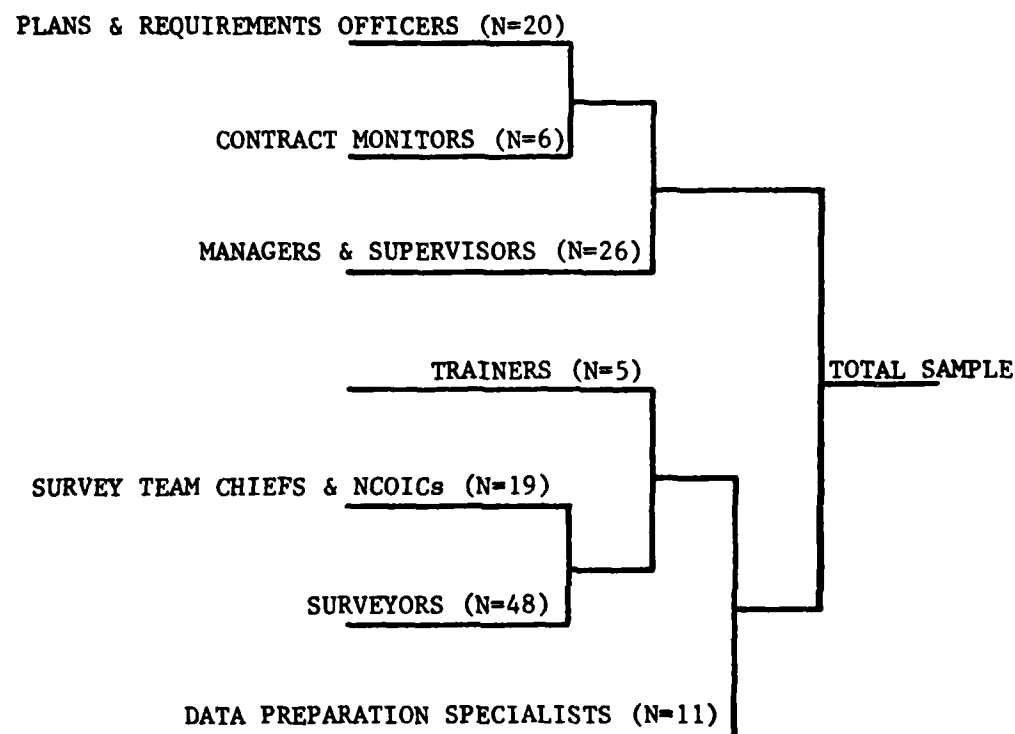 PLANS & REQUIREMENTS OFFICERS (N=20)
CONTRACT MONITORS (N=6)
MANAGERS & SUPERVISORS (N=26)
TRAINERS (N=5)
TOTAL SAMPLE
SURVEY TEAM CHIEFS & NCOICs (N=19)
SURVEYORS (N=48)
DATA PREPARATION SPECIALISTS (N=11)